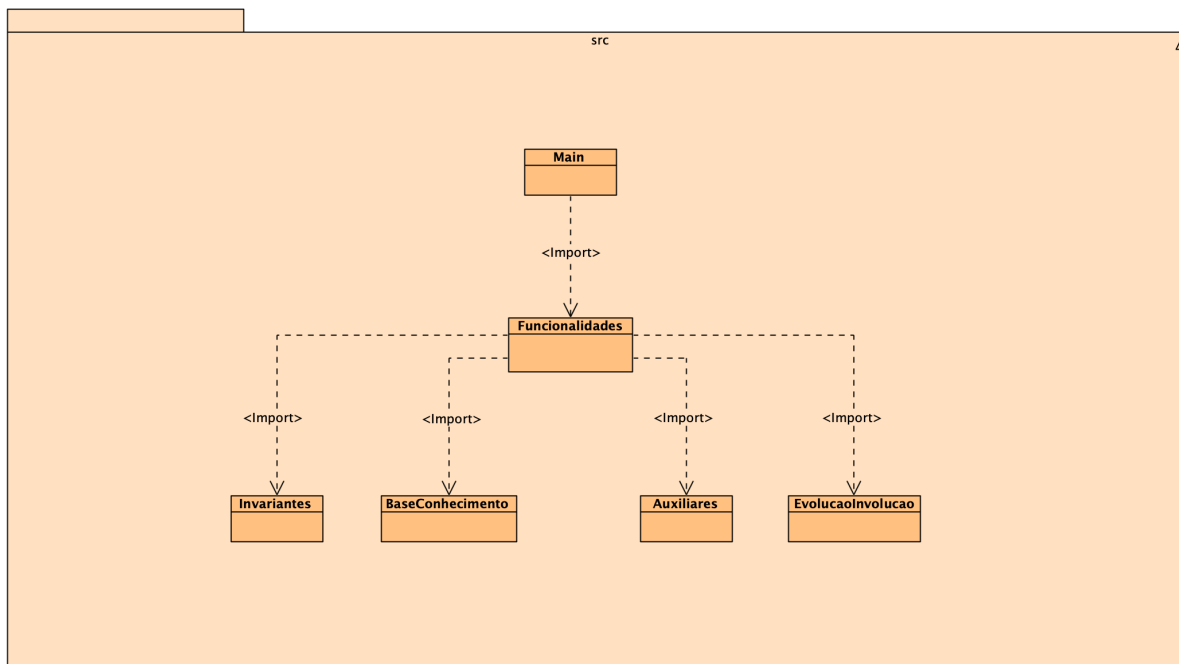 src
Main
<Import>
Funcionalidades
<Import>
<Import>
<Import>
<Import>
Invariantes
BaseConhecimento
Auxiliares
EvolucaoInvolucao